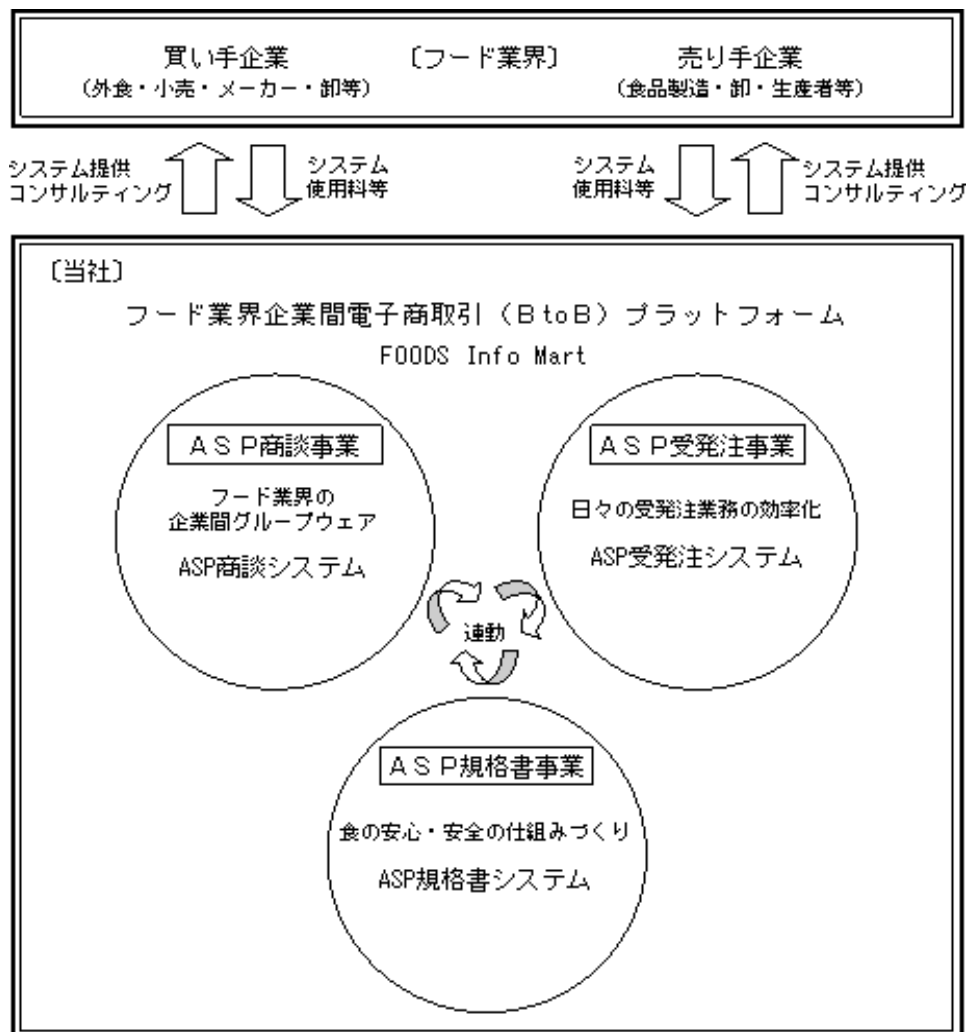 買い手企業 〔フード業界〕 売り手企業
(外食・小売・メーカー・卸等) (食品製造・卸・生産者等)
システム提供
コンサルティング
システム
使用料等
システム
使用料等
システム提供
コンサルティング
〔当社〕
フード業界企業間電子商取引(BtoB)プラットフォーム
FOODS Info Mart
ASP商談事業
フード業界の
企業間グループウェア
ASP商談システム
ASP受発注事業
日々の受発注業務の効率化
ASP受発注システム
連動
ASP規格書事業
食の安心・安全の仕組みづくり
ASP規格書システム